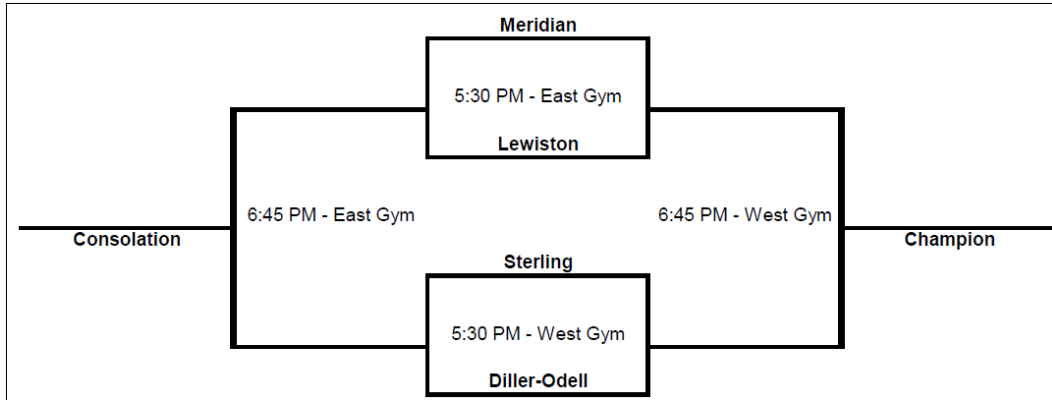 Meridian
5:30 PM - East Gym
Lewiston
6:45 PM - East Gym
6:45 PM - West Gym
Consolation
Champion
Sterling
5:30 PM - West Gym
Diller-Odell